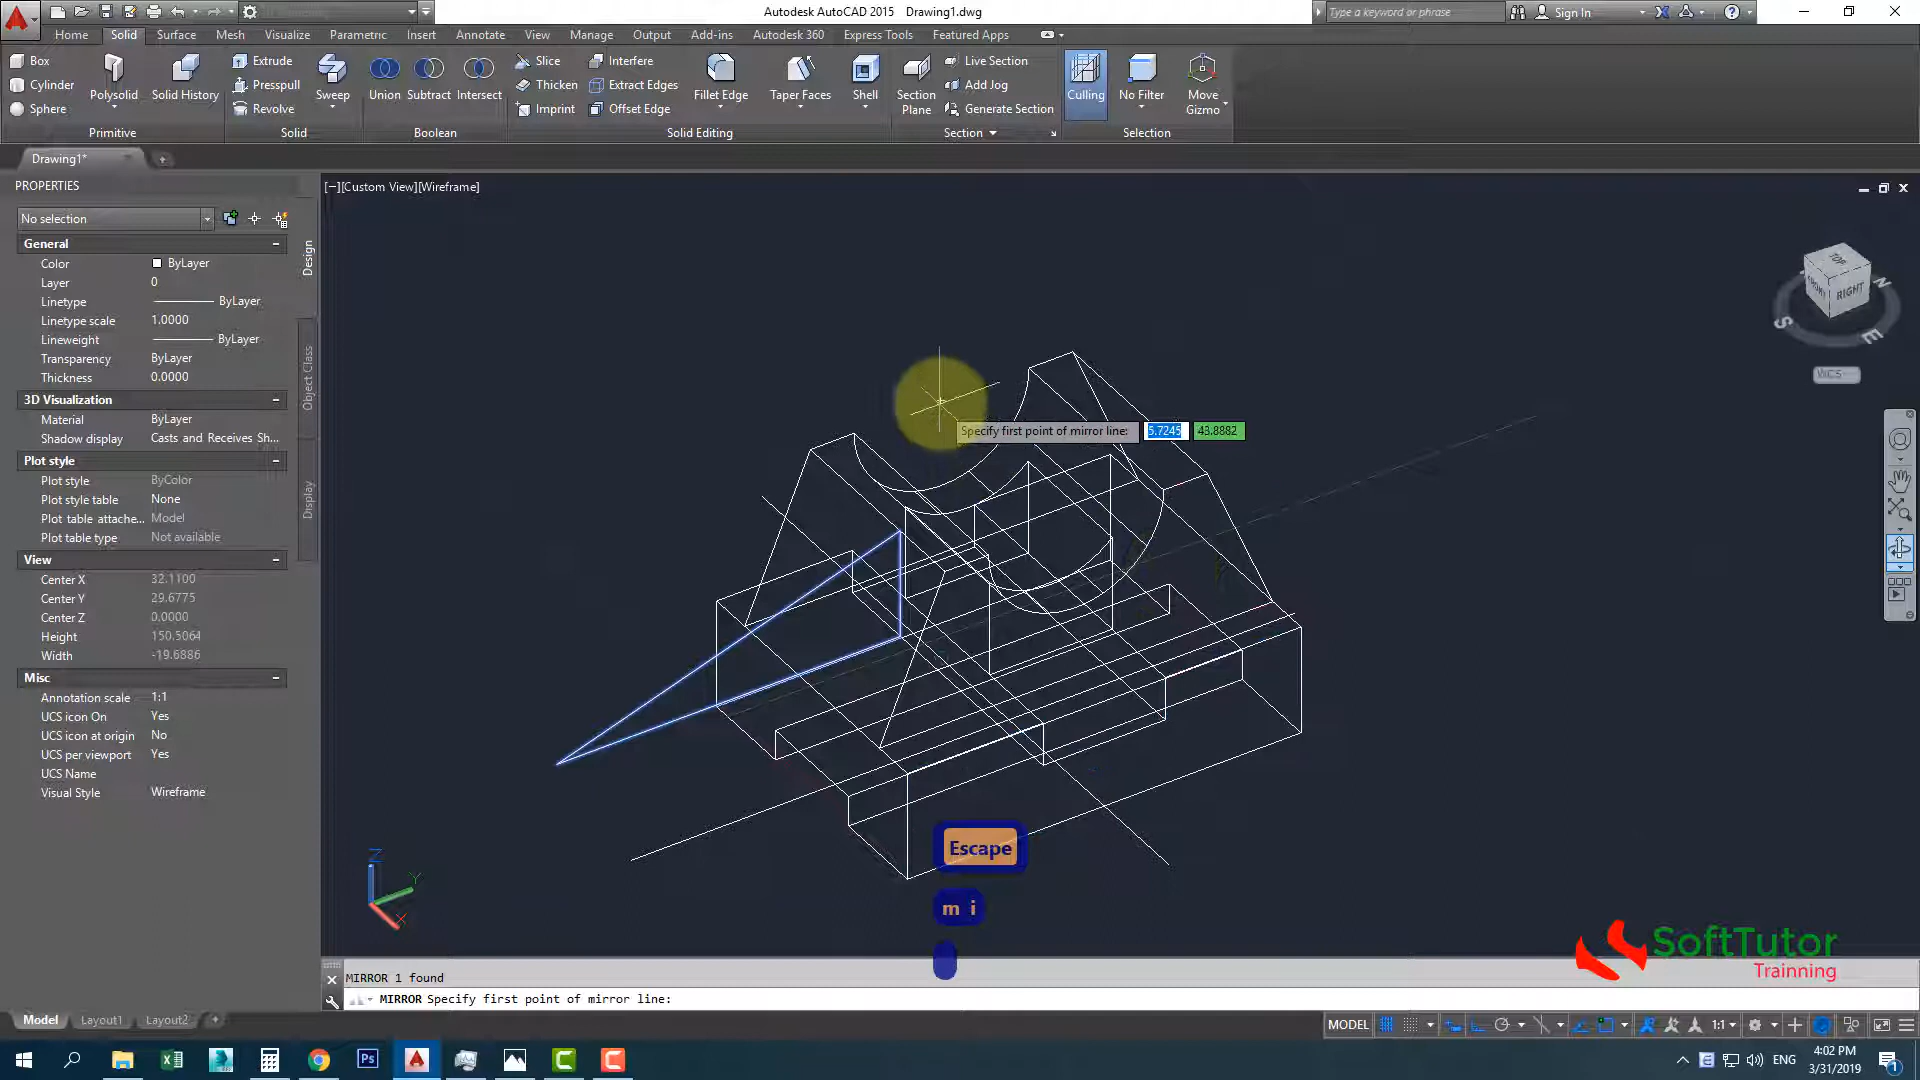 Autodesk AutoCAD 2015 Drawing1.dwg
Type a keyword or phrase
Sign In
Home Solid Surface Mesh Visualize Parametric Insert Annotate View Manage Output Add-ins Autodesk 360 Express Tools Featured Apps
Box
Cylinder
Sphere
Polysolid
Solid History
Primitive
Extrude
Presspull
Revolve
Sweep
Solid
Union
Subtract
Intersect
Boolean
Slice
Thicken
Imprint
Interfere
Extract Edges
Offset Edge
Fillet Edge
Taper Faces
Shell
Solid Editing
Section Plane
Live Section
Add Jog
Generate Section
Section
Culling
No Filter
Move Gizmo
Selection
Drawing1*
PROPERTIES
No selection
General
Color ByLayer
Layer 0
Linetype ByLayer
Linetype scale 1.0000
Lineweight ByLayer
Transparency ByLayer
Thickness 0.0000
3D Visualization
Material ByLayer
Shadow display Casts and Receives Sh...
Plot style
Plot style ByColor
Plot style table None
Plot table attache... Model
Plot table type Not available
View
Center X 32.1100
Center Y 29.6775
Center Z 0.0000
Height 150.5064
Width -19.6886
Misc
Annotation scale 1:1
UCS icon On Yes
UCS icon at origin No
UCS per viewport Yes
UCS Name
Visual Style Wireframe
Design
Object Class
Display
[−][Custom View][Wireframe]
TOP
FRONT
RIGHT
N
S
E
WCS
Specify first point of mirror line: 5.7245 43.8882
Escape
m i
Z
Y
X
SoftTutor
Trainning
MIRROR 1 found
MIRROR Specify first point of mirror line:
Model Layout1 Layout2
MODEL
1:1
Ps
ENG
4:02 PM
3/31/2019
1